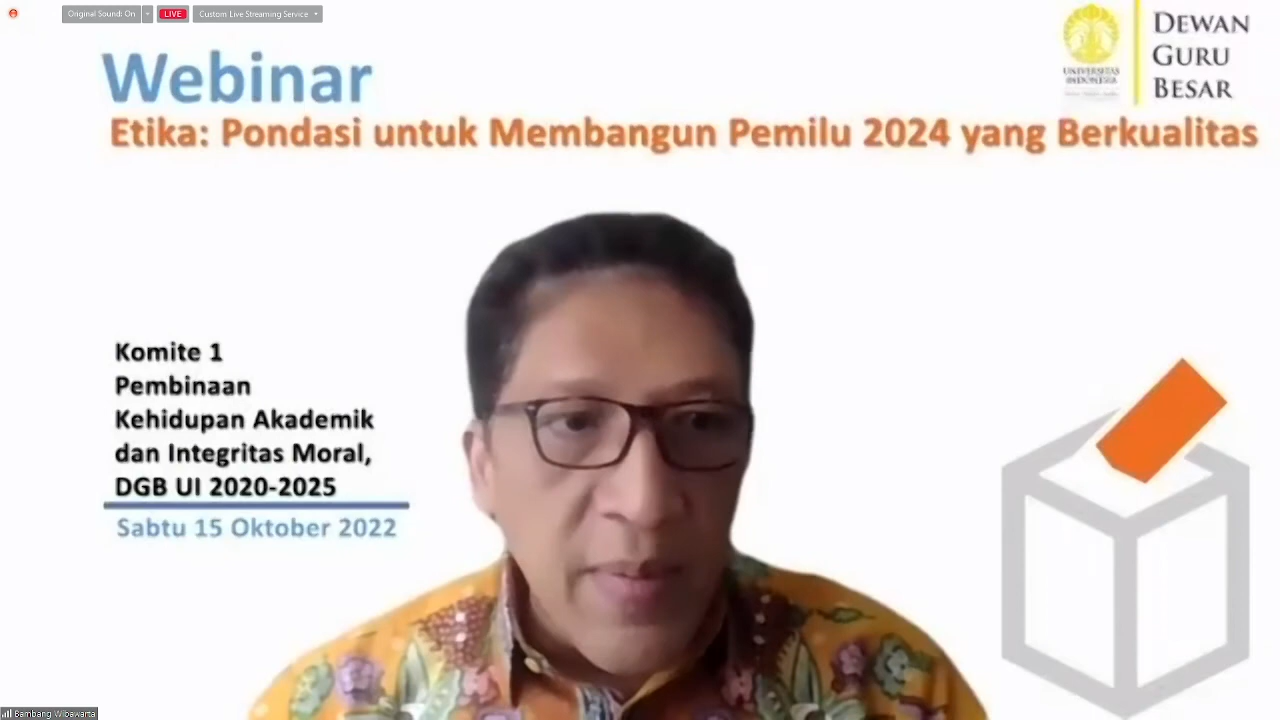 Original Sound: On
LIVE
Custom Live Streaming Service
Webinar
Etika: Pondasi untuk Membangun Pemilu 2024 yang Berkualitas
UNIVERSITAS
INDONESIA
DEWAN
GURU
BESAR
Komite 1
Pembinaan
Kehidupan Akademik
dan Integritas Moral,
DGB UI 2020-2025
Sabtu 15 Oktober 2022
Bambang Wibawarta